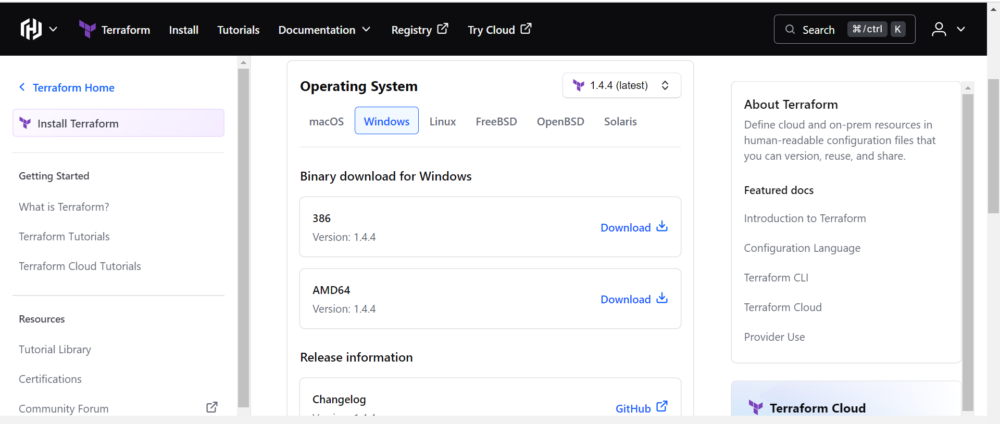 Terraform Install Tutorials Documentation Registry Try Cloud Search ⌘/ctrl K
Terraform Home
Install Terraform
Getting Started
What is Terraform?
Terraform Tutorials
Terraform Cloud Tutorials
Resources
Tutorial Library
Certifications
Community Forum
Operating System
1.4.4 (latest)
macOS Windows Linux FreeBSD OpenBSD Solaris
Binary download for Windows
386
Version: 1.4.4
Download
AMD64
Version: 1.4.4
Download
Release information
Changelog
GitHub
About Terraform
Define cloud and on-prem resources in
human-readable configuration files that
you can version, reuse, and share.
Featured docs
Introduction to Terraform
Configuration Language
Terraform CLI
Terraform Cloud
Provider Use
Terraform Cloud